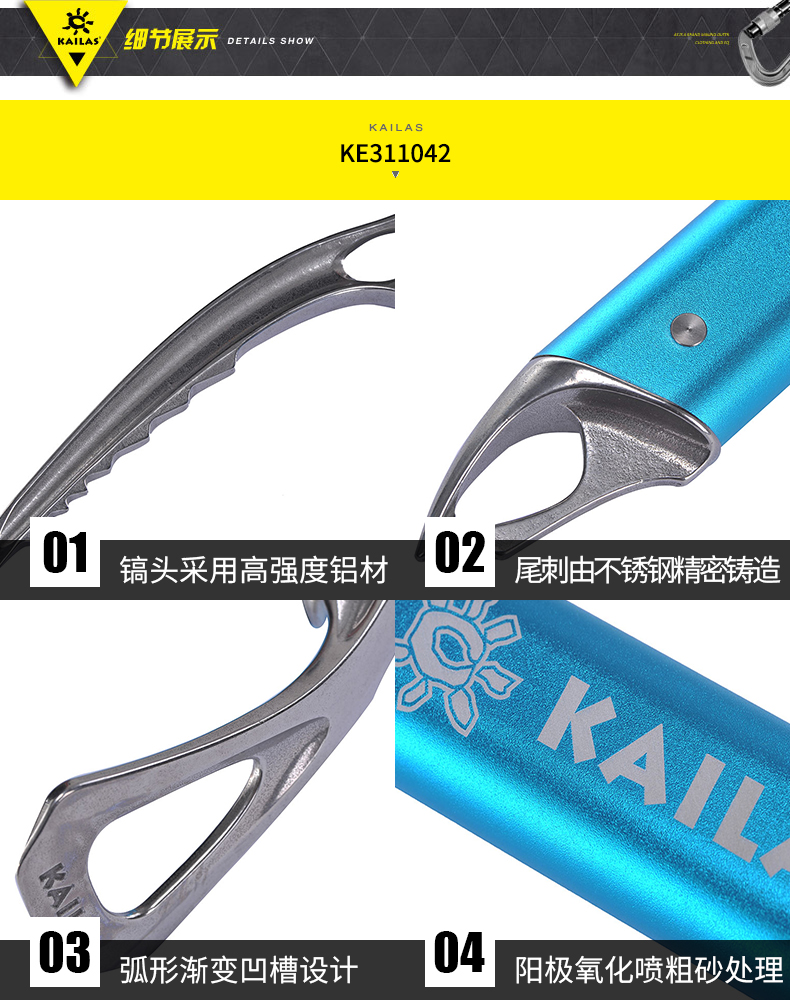 KAILAS
细节展示 DETAILS SHOW
KAILAS
KE311042
01
镐头采用高强度铝材
02
尾刺由不锈钢精密铸造
KAI
03
弧形渐变凹槽设计
KAILA
04
阳极氧化喷粗砂处理